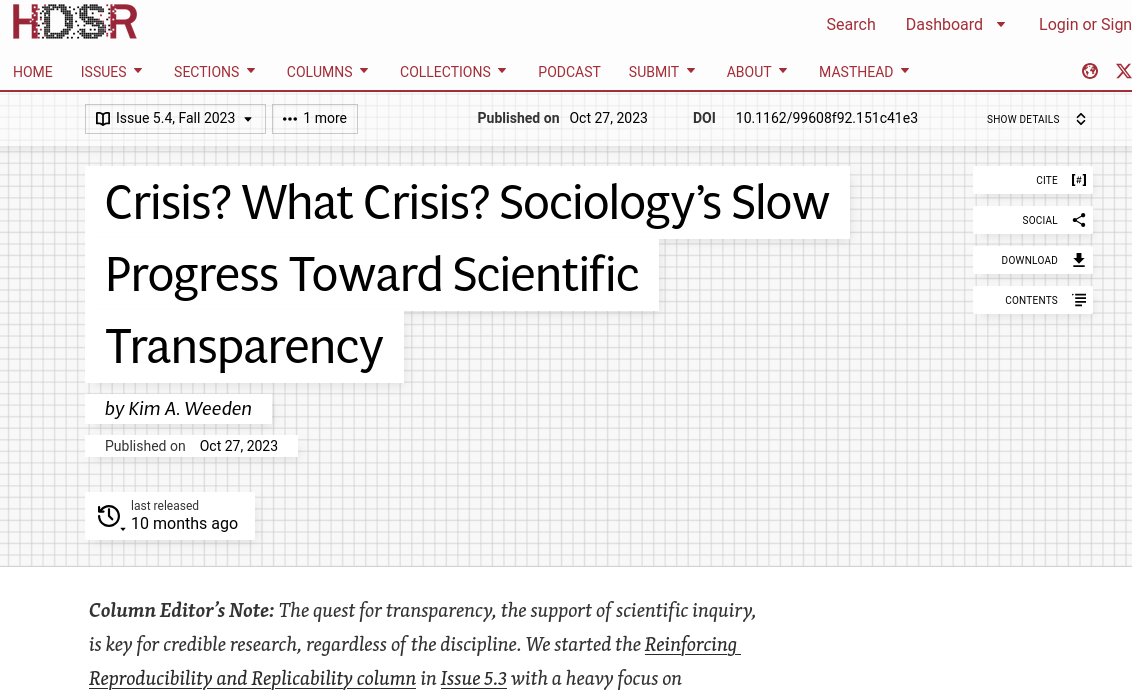 HDSR
Search Dashboard Login or Sign
HOME ISSUES SECTIONS COLUMNS COLLECTIONS PODCAST SUBMIT ABOUT MASTHEAD
Issue 5.4, Fall 2023 ••• 1 more Published on Oct 27, 2023 DOI 10.1162/99608f92.151c41e3 SHOW DETAILS
Crisis? What Crisis? Sociology’s Slow
Progress Toward Scientific
Transparency
CITE [#]
SOCIAL
DOWNLOAD
CONTENTS
by Kim A. Weeden
Published on Oct 27, 2023
last released
10 months ago
Column Editor’s Note: The quest for transparency, the support of scientific inquiry,
is key for credible research, regardless of the discipline. We started the Reinforcing
Reproducibility and Replicability column in Issue 5.3 with a heavy focus on